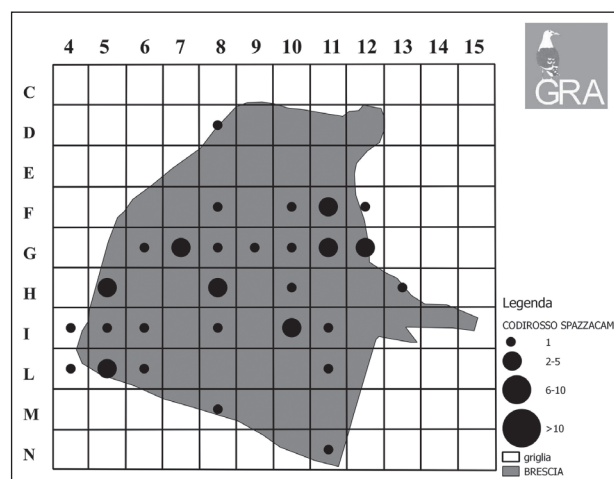 4 5 6 7 8 9 10 11 12 13 14 15
C
D
E
F
G
H
I
L
M
N
GRA
Legenda
CODIROSSO SPAZZACAM
1
2-5
6-10
>10
griglia
BRESCIA